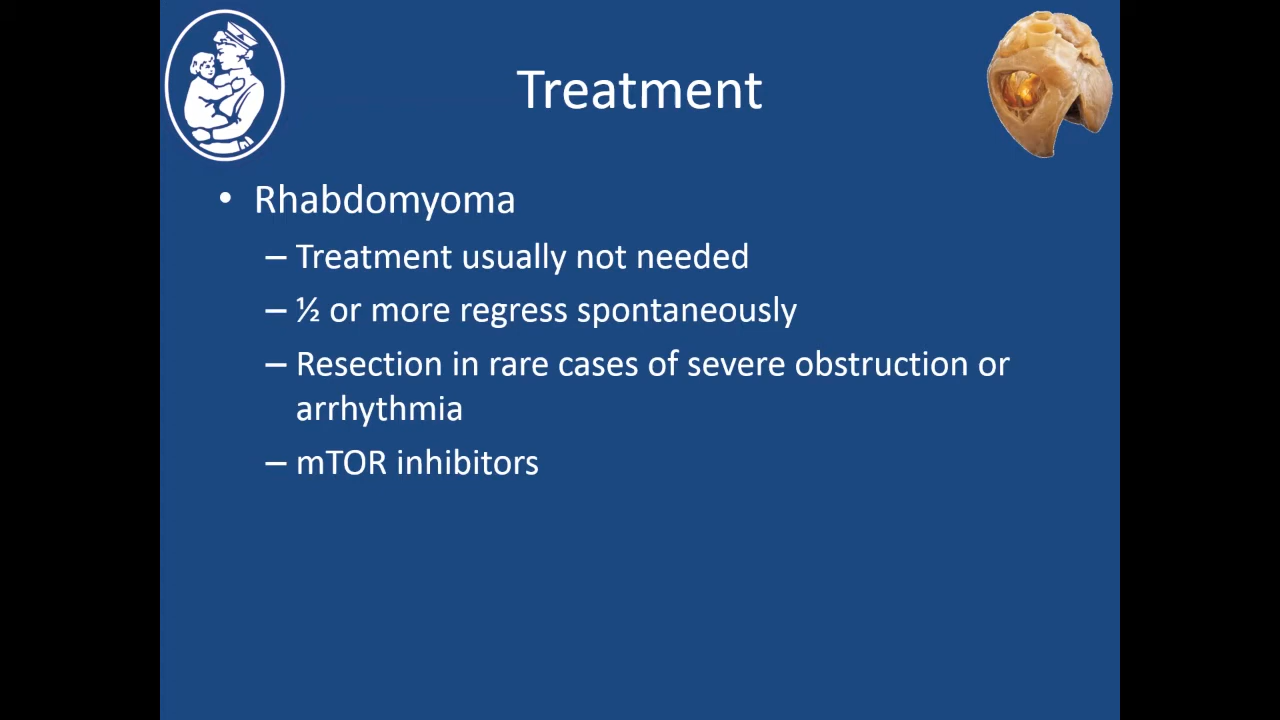 Treatment
• Rhabdomyoma
– Treatment usually not needed
– ½ or more regress spontaneously
– Resection in rare cases of severe obstruction or
arrhythmia
– mTOR inhibitors